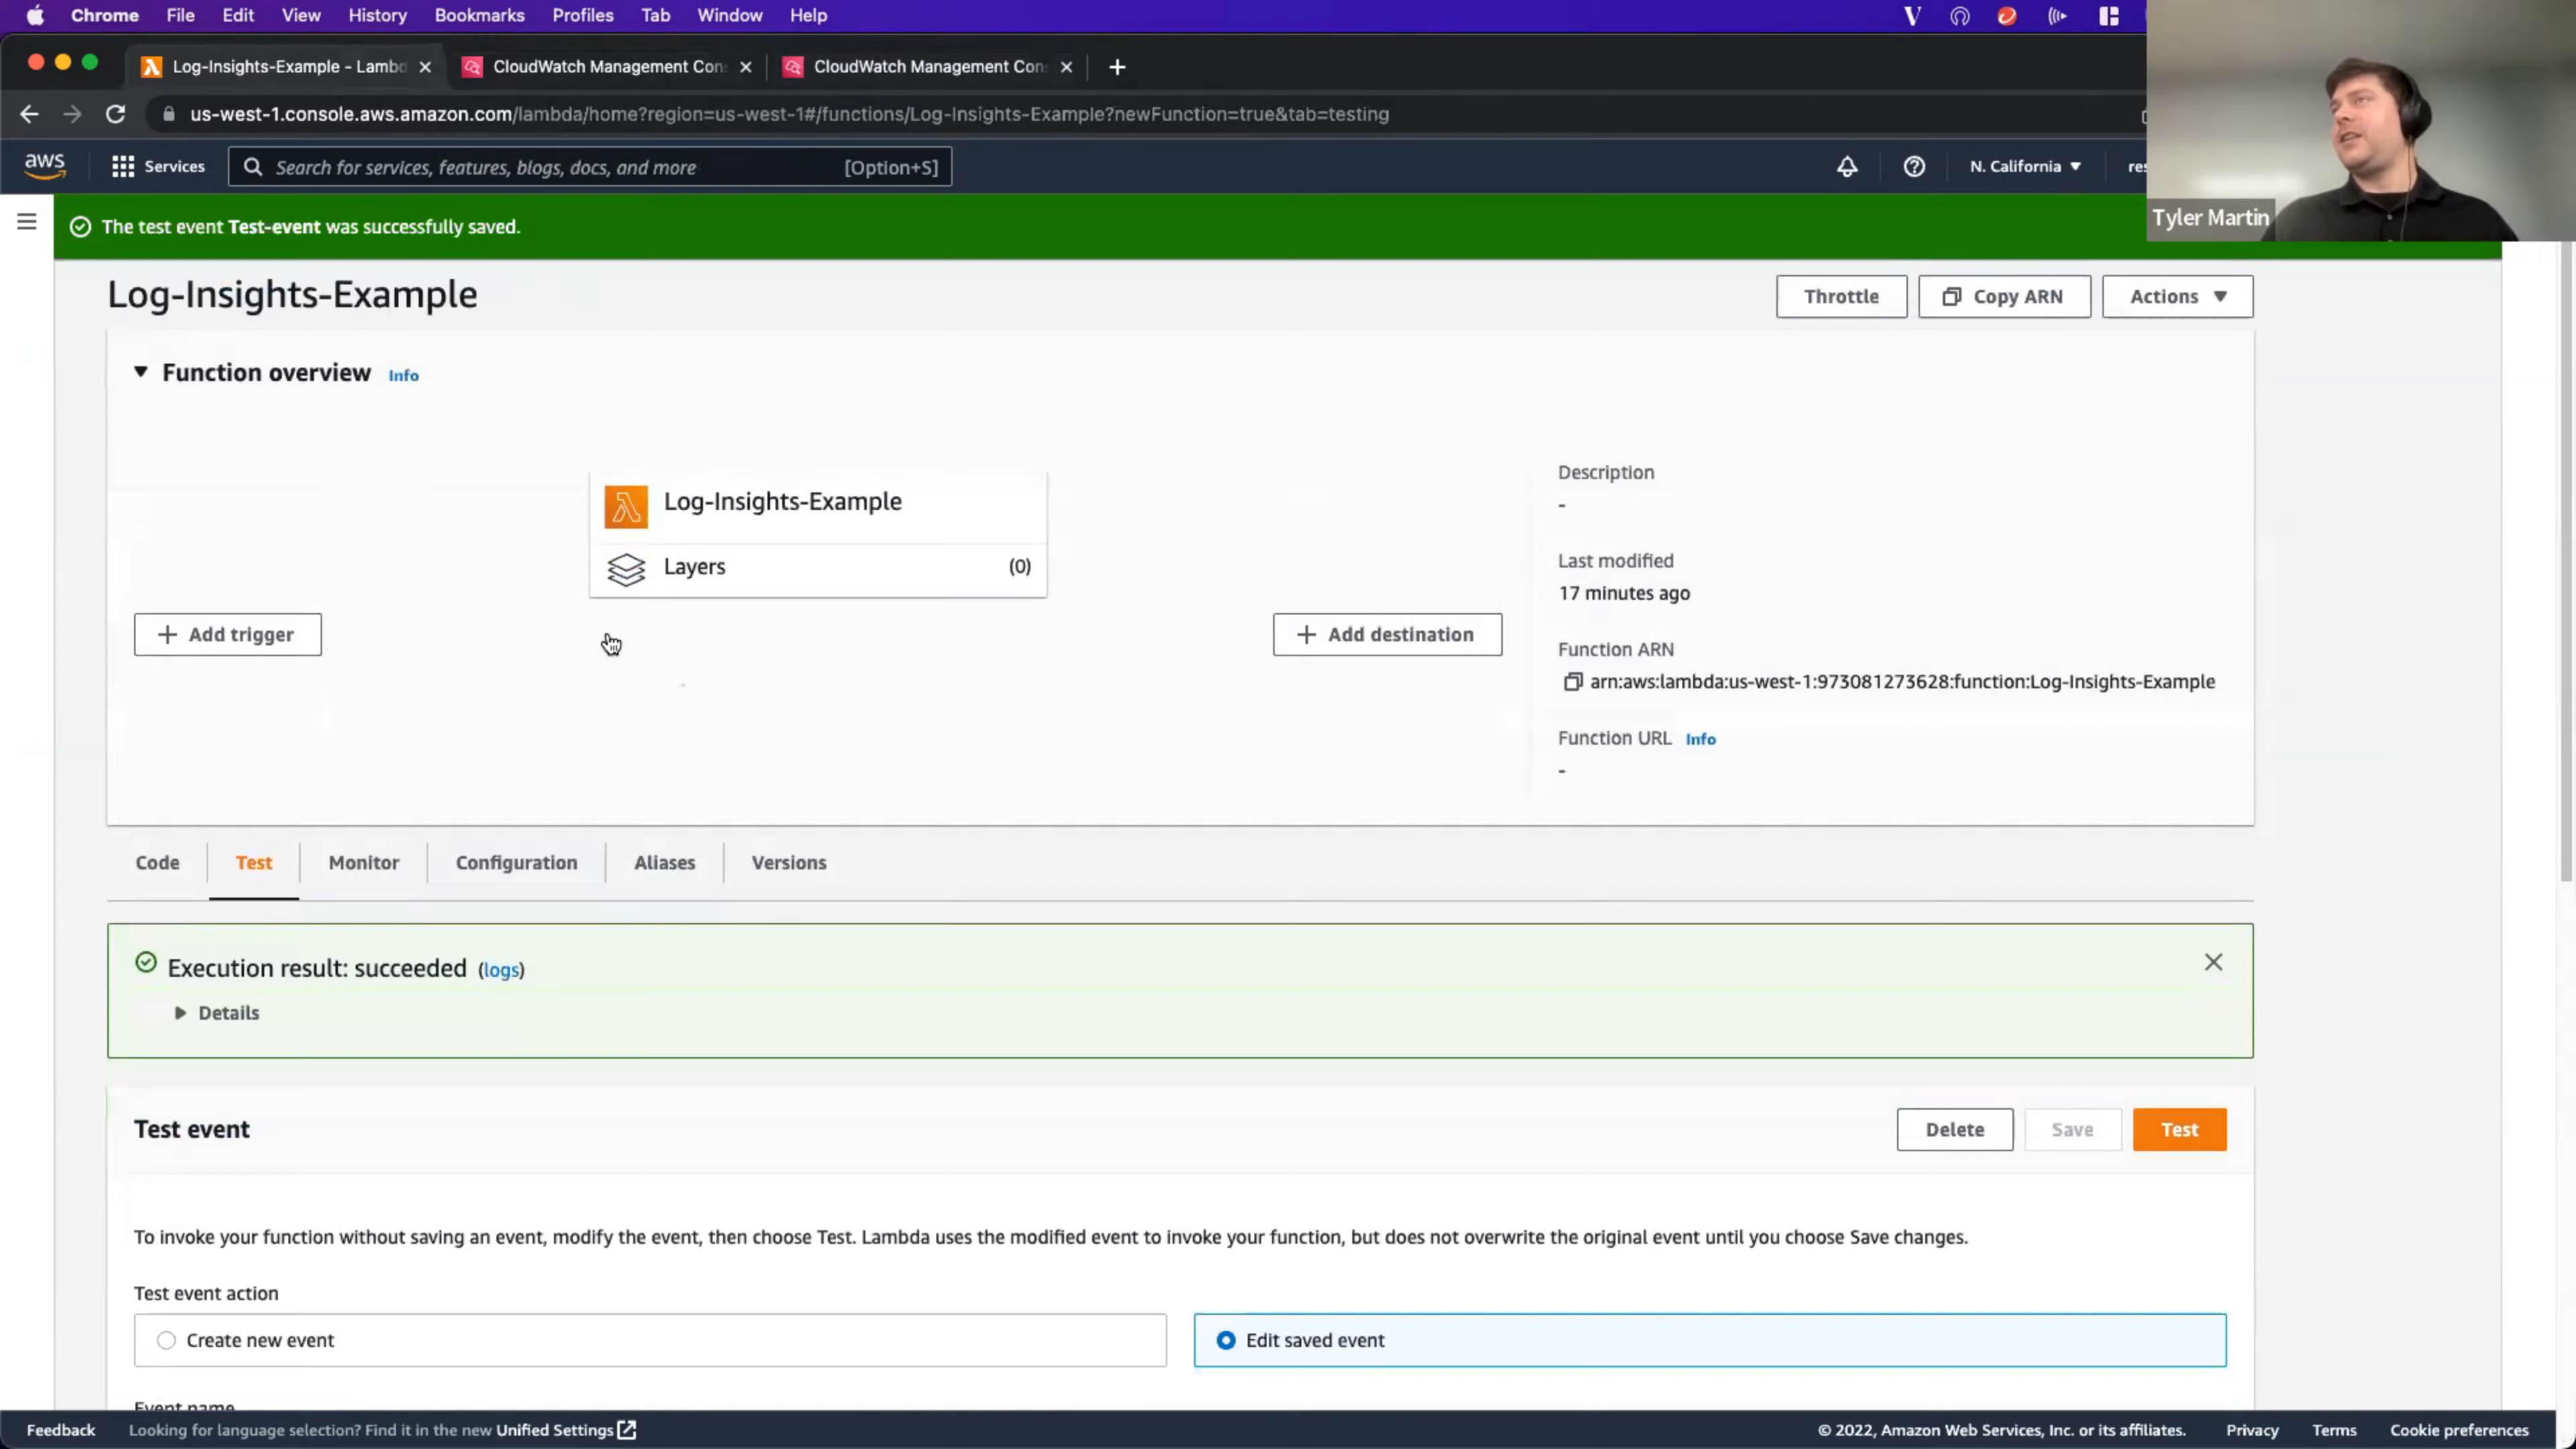 Chrome File Edit View History Bookmarks Profiles Tab Window Help
Log-Insights-Example - Lambd CloudWatch Management Con CloudWatch Management Con
us-west-1.console.aws.amazon.com/lambda/home?region=us-west-1#/functions/Log-Insights-Example?newFunction=true&tab=testing
aws Services Search for services, features, blogs, docs, and more [Option+S] N. California res
Tyler Martin
The test event Test-event was successfully saved.
Log-Insights-Example Throttle Copy ARN Actions
Function overview Info
Log-Insights-Example
Layers (0)
Add trigger
Add destination
Description
-
Last modified
17 minutes ago
Function ARN
arn:aws:lambda:us-west-1:973081273628:function:Log-Insights-Example
Function URL Info
-
Code Test Monitor Configuration Aliases Versions
Execution result: succeeded (logs)
Details
Test event Delete Save Test
To invoke your function without saving an event, modify the event, then choose Test. Lambda uses the modified event to invoke your function, but does not overwrite the original event until you choose Save changes.
Test event action
Create new event Edit saved event
Event name
Feedback Looking for language selection? Find it in the new Unified Settings © 2022, Amazon Web Services, Inc. or its affiliates. Privacy Terms Cookie preferences